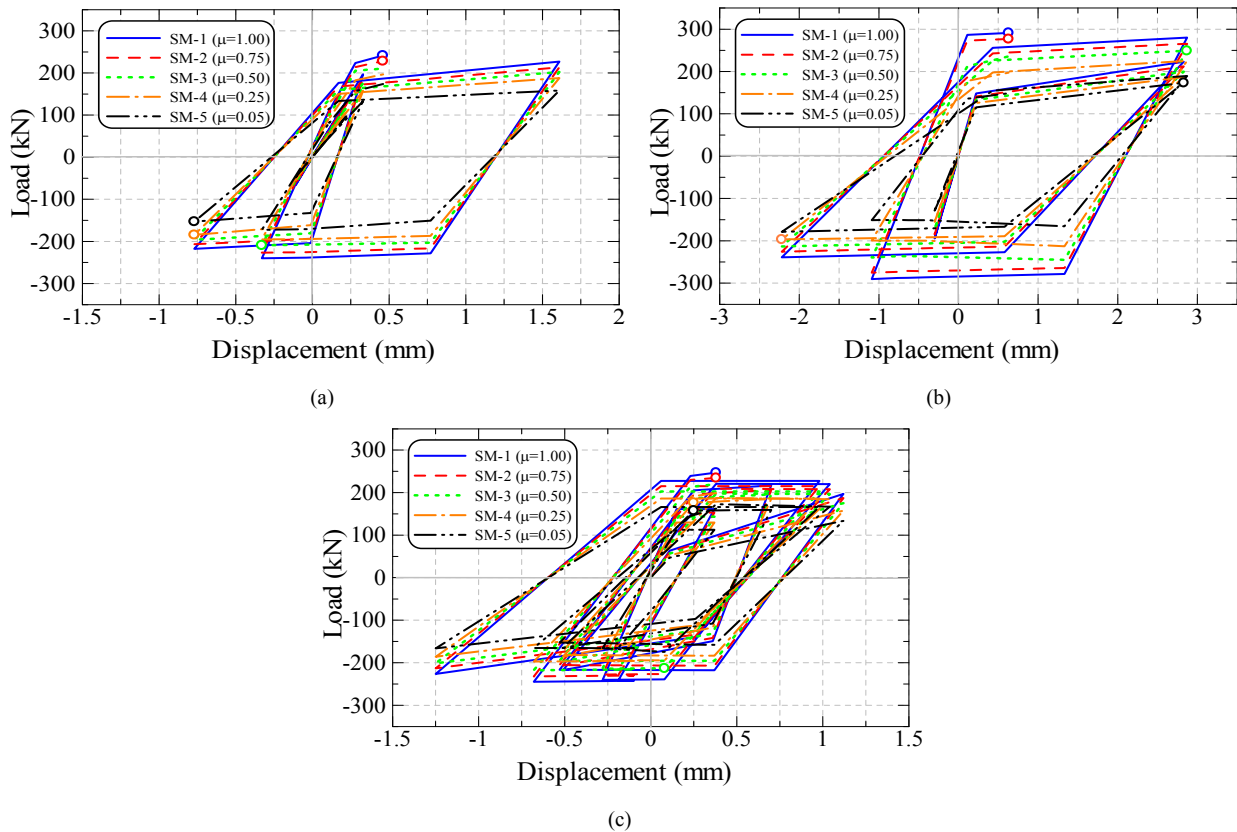 300
200
100
0
-100
-200
-300
Load (kN)
SM-1 (μ=1.00)
SM-2 (μ=0.75)
SM-3 (μ=0.50)
SM-4 (μ=0.25)
SM-5 (μ=0.05)
-1.5 -1 -0.5 0 0.5 1 1.5 2
Displacement (mm)
(a)
300
200
100
0
-100
-200
-300
Load (kN)
SM-1 (μ=1.00)
SM-2 (μ=0.75)
SM-3 (μ=0.50)
SM-4 (μ=0.25)
SM-5 (μ=0.05)
-3 -2 -1 0 1 2 3
Displacement (mm)
(b)
300
200
100
0
-100
-200
-300
Load (kN)
SM-1 (μ=1.00)
SM-2 (μ=0.75)
SM-3 (μ=0.50)
SM-4 (μ=0.25)
SM-5 (μ=0.05)
-1.5 -1 -0.5 0 0.5 1 1.5
Displacement (mm)
(c)